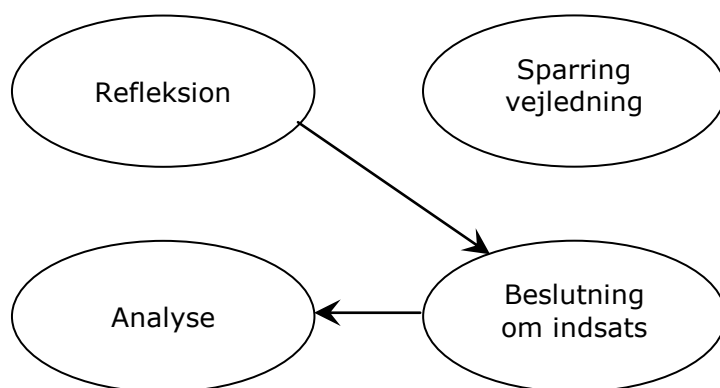 Refleksion
Sparring
vejledning
Analyse
Beslutning
om indsats